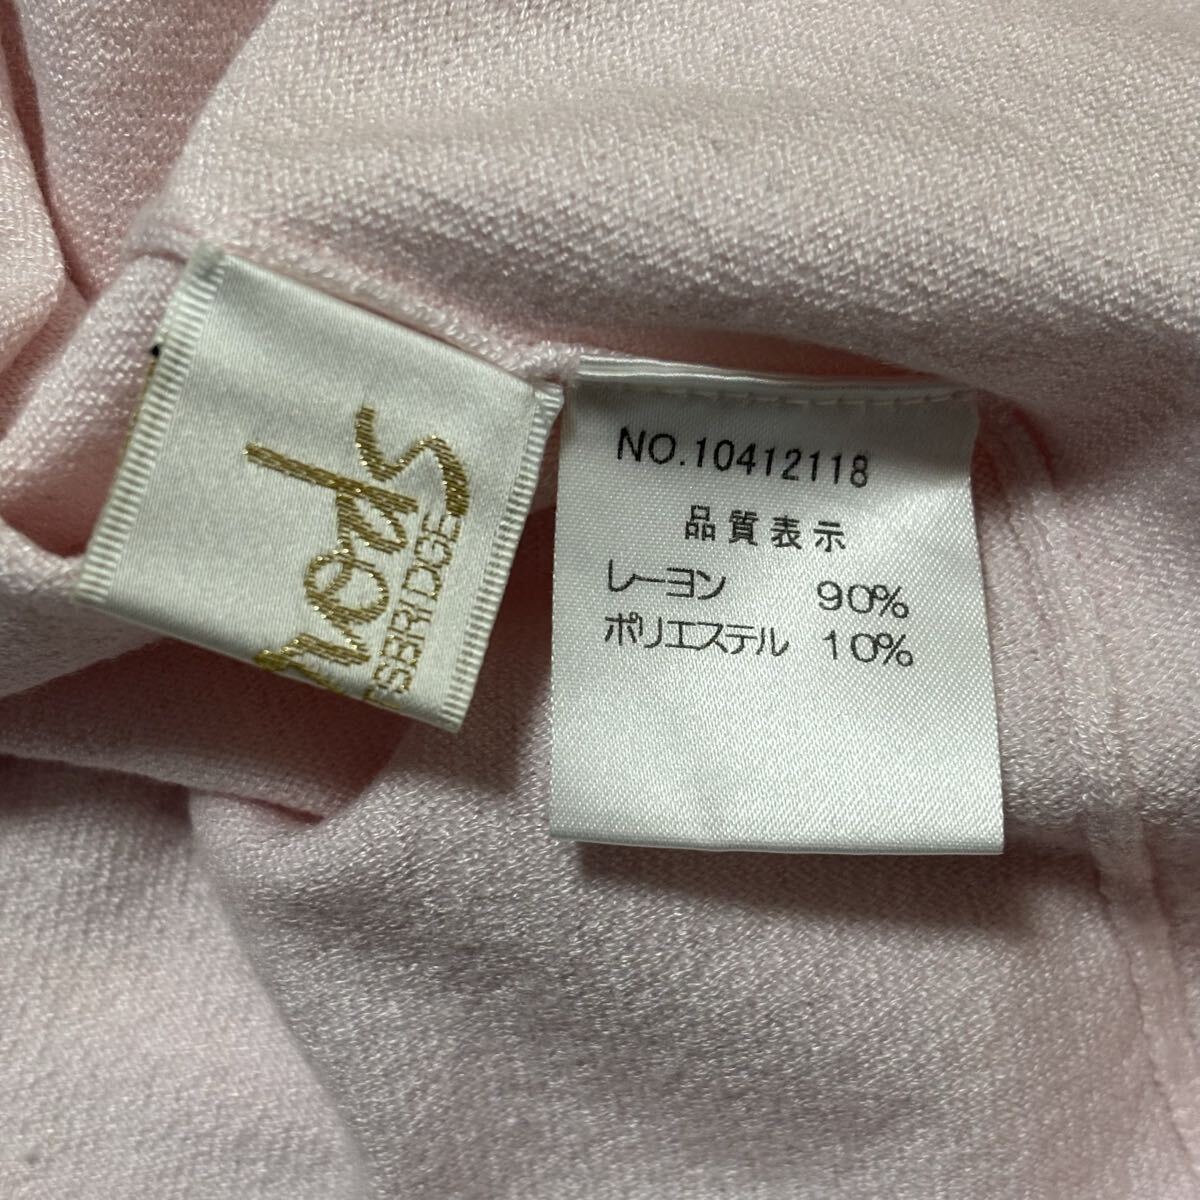 NO.10412118
品質表示
レーヨン 90%
ポリエステル 10%